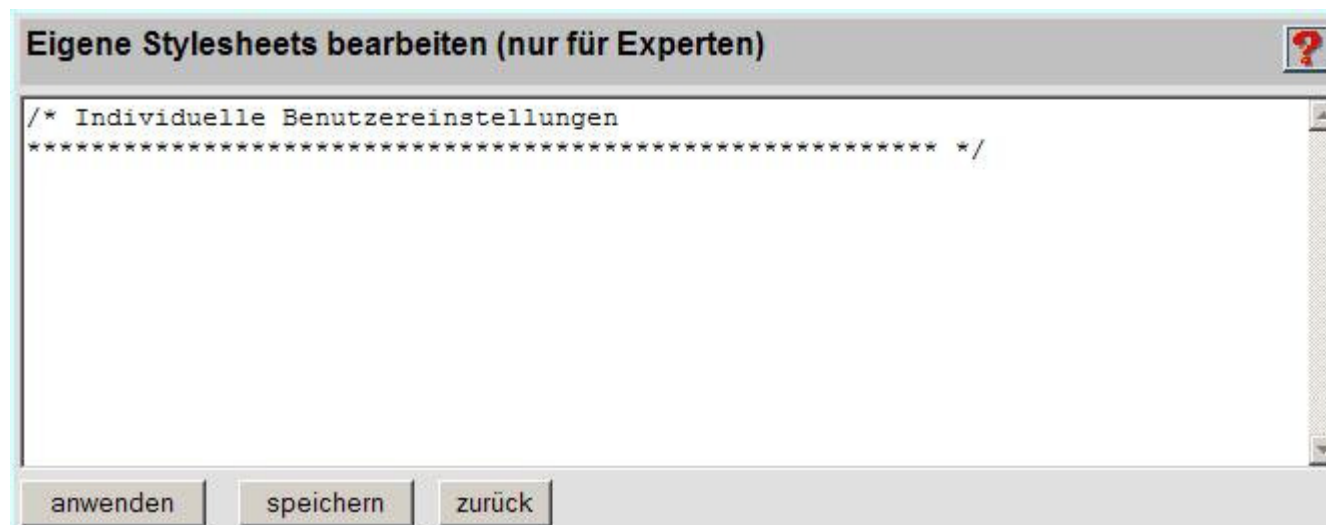 Eigene Stylesheets bearbeiten (nur für Experten)
?
/* Individuelle Benutzereinstellungen
********************************************************* */
anwenden speichern zurück